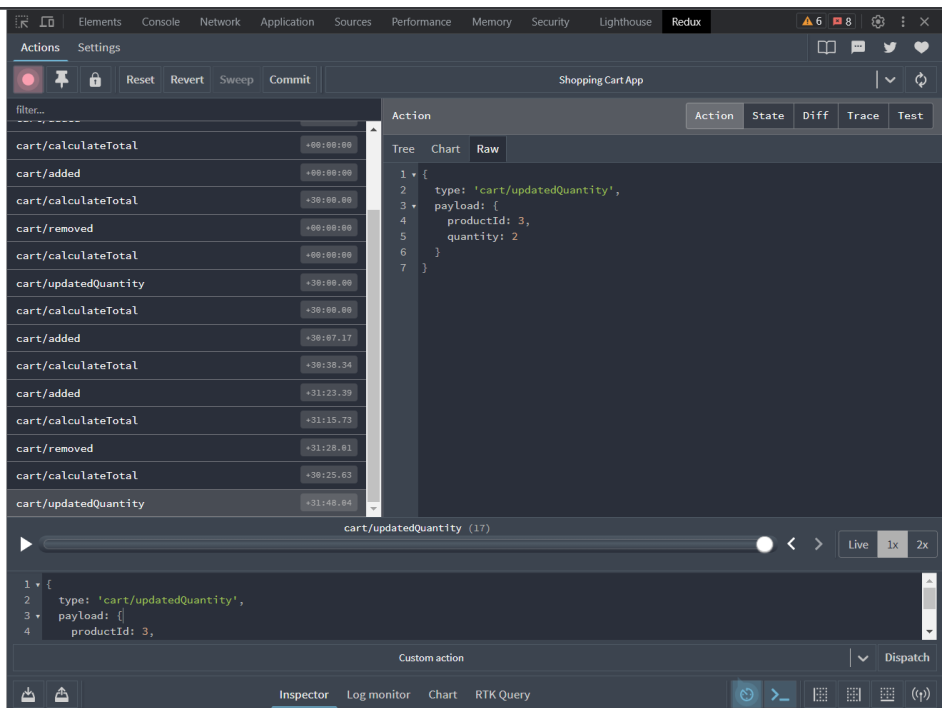 Elements Console Network Application Sources Performance Memory Security Lighthouse Redux 6 8
Actions Settings
Reset Revert Sweep Commit Shopping Cart App
filter...
Action Action State Diff Trace Test
cart/calculateTotal +00:00:00
Tree Chart Raw
cart/added +00:00:00
cart/calculateTotal +30:00.00
cart/removed +00:00:00
cart/calculateTotal +00:00:00
cart/updatedQuantity +30:00.00
cart/calculateTotal +30:00.00
cart/added +30:07.17
cart/calculateTotal +30:38.34
cart/added +31:23.39
cart/calculateTotal +31:15.73
cart/removed +31:28.01
cart/calculateTotal +30:25.63
cart/updatedQuantity +31:48.04
1 {
2 type: 'cart/updatedQuantity',
3 payload: {
4 productId: 3,
5 quantity: 2
6 }
7 }
cart/updatedQuantity (17)
Live 1x 2x
1 {
2 type: 'cart/updatedQuantity',
3 payload: {
4 productId: 3,
Custom action Dispatch
Inspector Log monitor Chart RTK Query